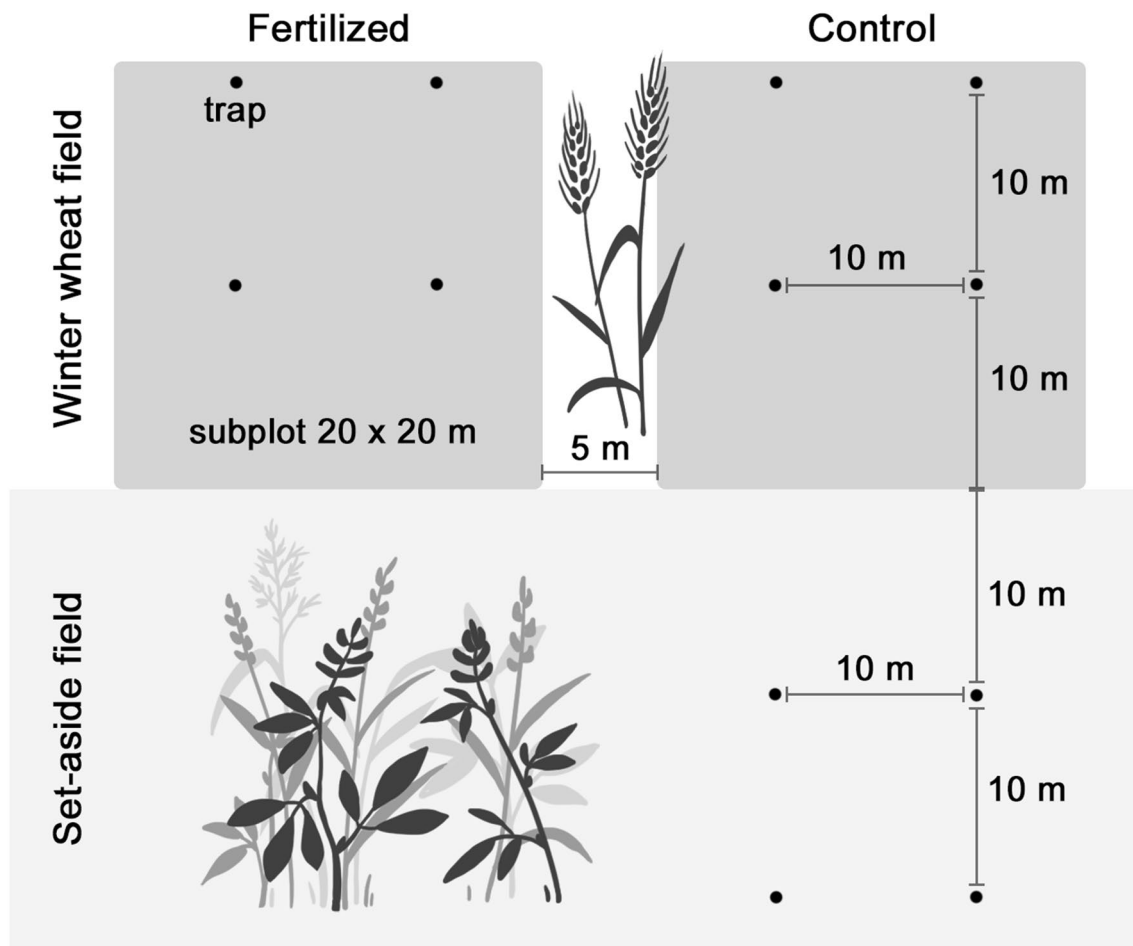 Fertilized
Control
trap
Winter wheat field
10 m
10 m
10 m
subplot 20 x 20 m
5 m
Set-aside field
10 m
10 m
10 m